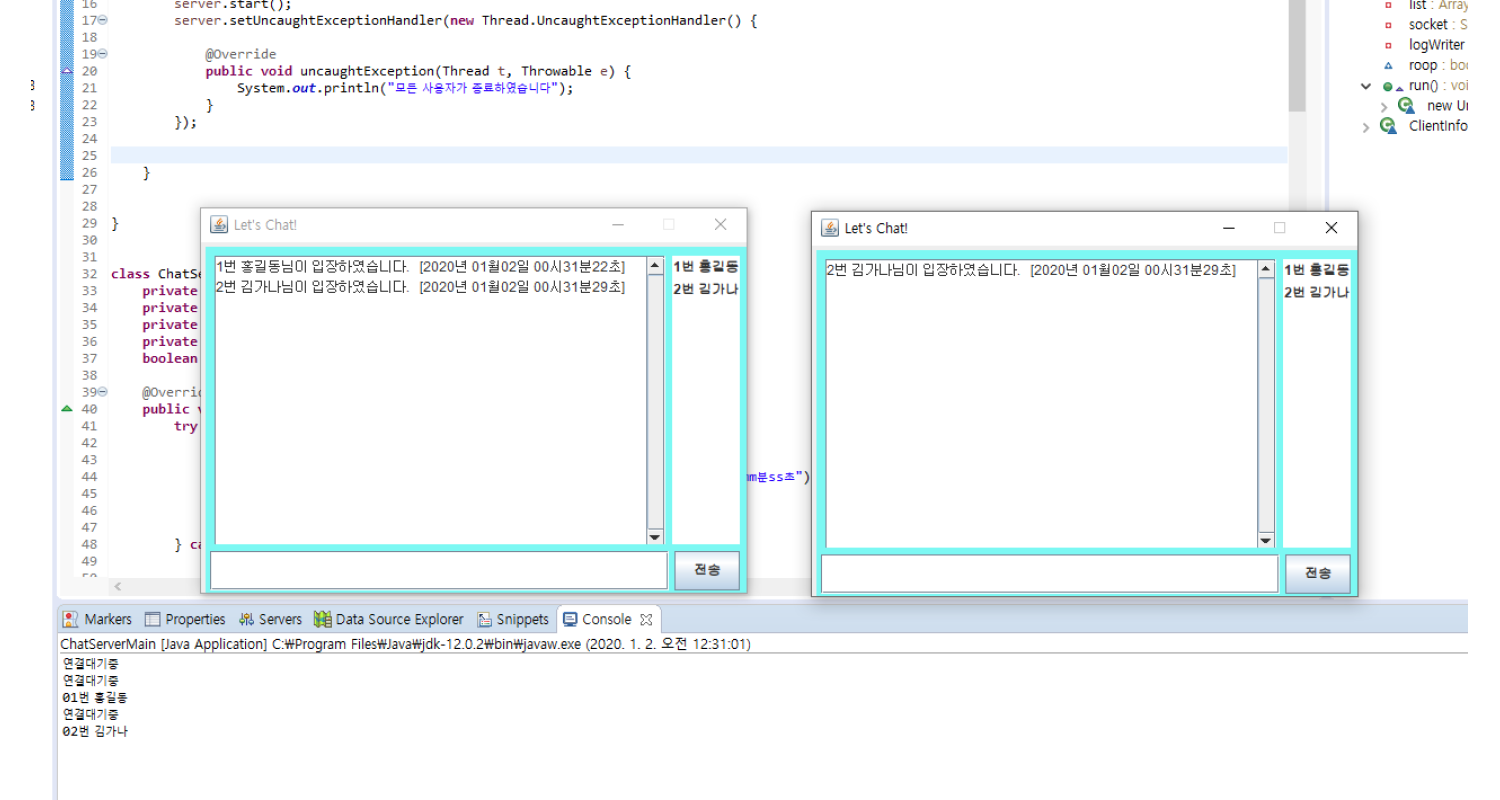 16 server.start();
17 server.setUncaughtExceptionHandler(new Thread.UncaughtExceptionHandler() {
18
19 @Override
20 public void uncaughtException(Thread t, Throwable e) {
21 System.out.println("모든 사용자가 종료하였습니다");
22 }
23 });
24
25
26 }
27
28
29 }
30
31
32 class ChatSe
33 private
34 private
35 private
36 private
37 boolean
38
39 @Overri
40 public
41 try
42
43
44 mm분ss초")
45
46
47
48 } ca
49
list : Array
socket : S
logWriter
roop : boo
run() : voi
new Ur
ClientInfo
Let's Chat!
1번 홍길동님이 입장하였습니다. [2020년 01월02일 00시31분22초]
2번 김가나님이 입장하였습니다. [2020년 01월02일 00시31분29초]
1번 홍길동
2번 김가나
전송
Let's Chat!
2번 김가나님이 입장하였습니다. [2020년 01월02일 00시31분29초]
1번 홍길동
2번 김가나
전송
Markers Properties Servers Data Source Explorer Snippets Console
ChatServerMain [Java Application] C:₩Program Files₩Java₩jdk-12.0.2₩bin₩javaw.exe (2020. 1. 2. 오전 12:31:01)
연결대기중
연결대기중
01번 홍길동
연결대기중
02번 김가나